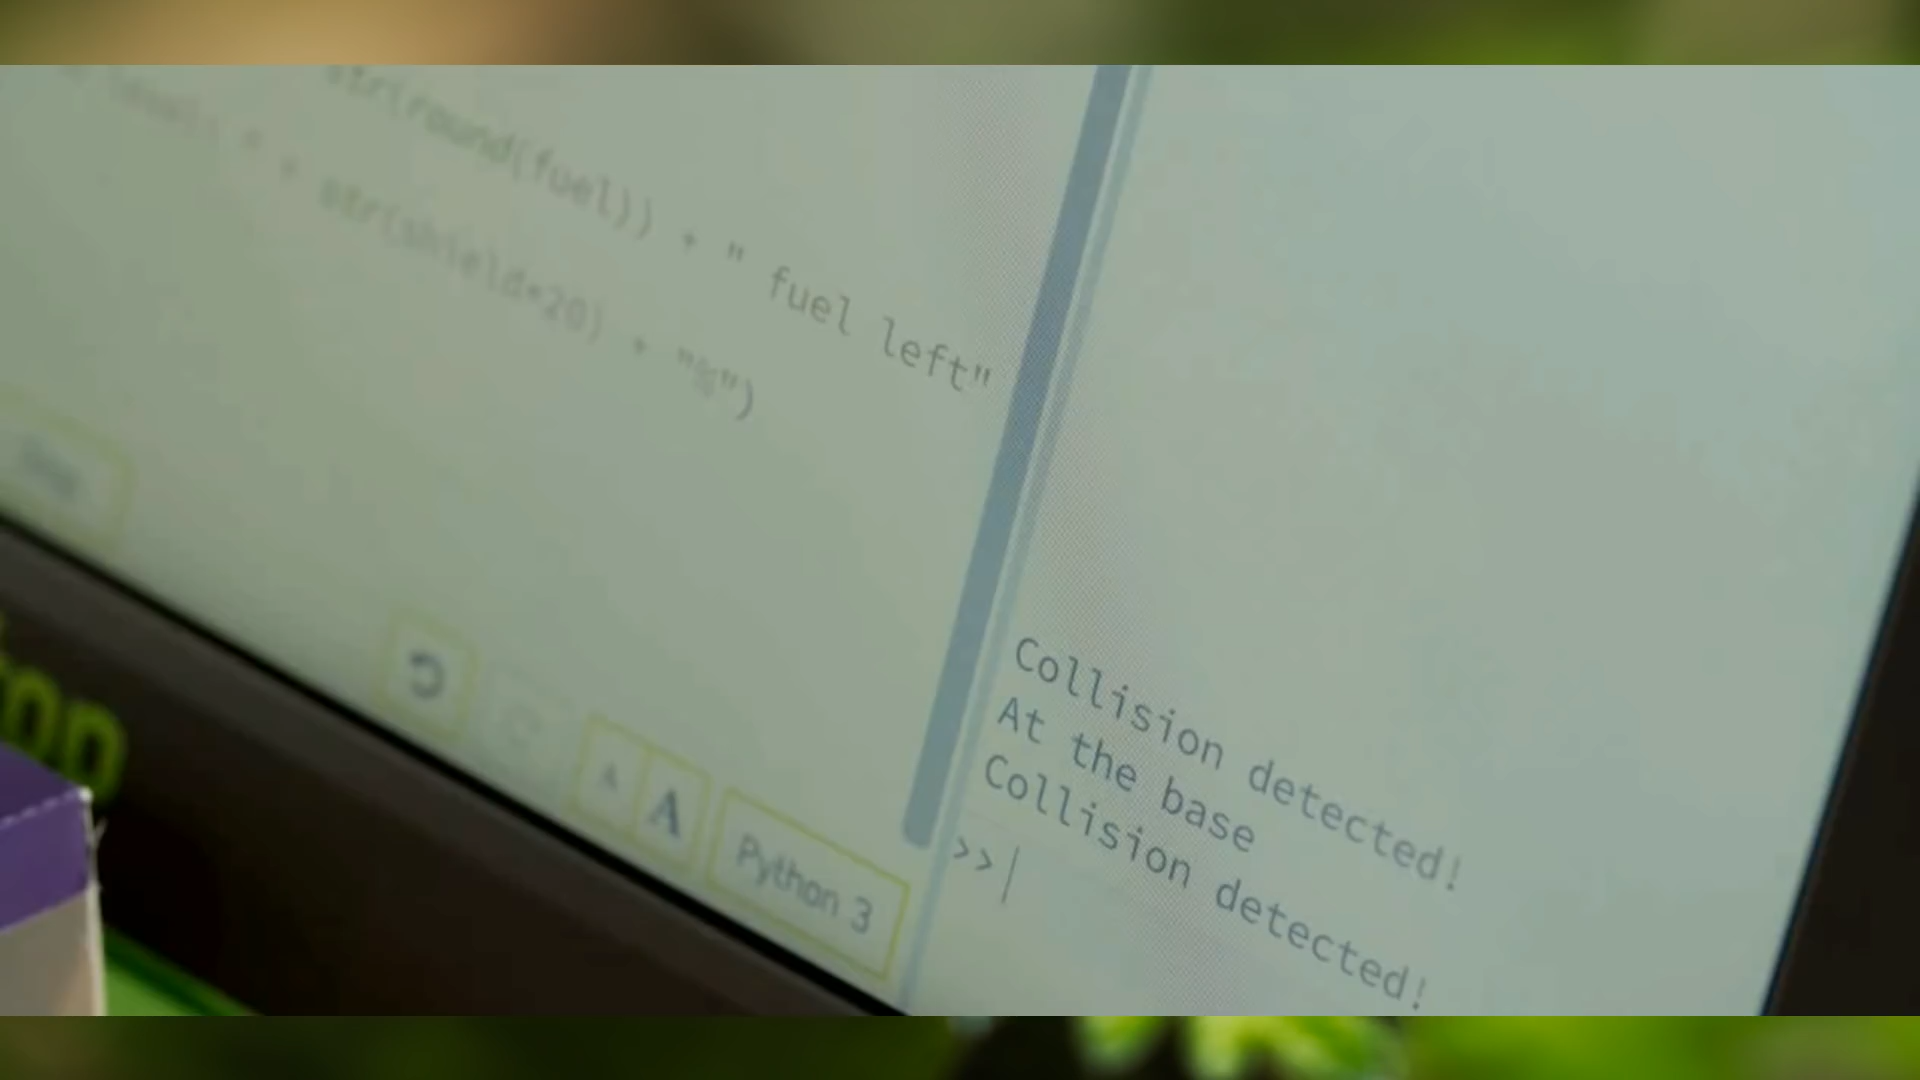 str(round(fuel)) + " fuel left"
+ str(shield*20) + "%")
A A
Python 3
Collision detected!
At the base
Collision detected!
>>